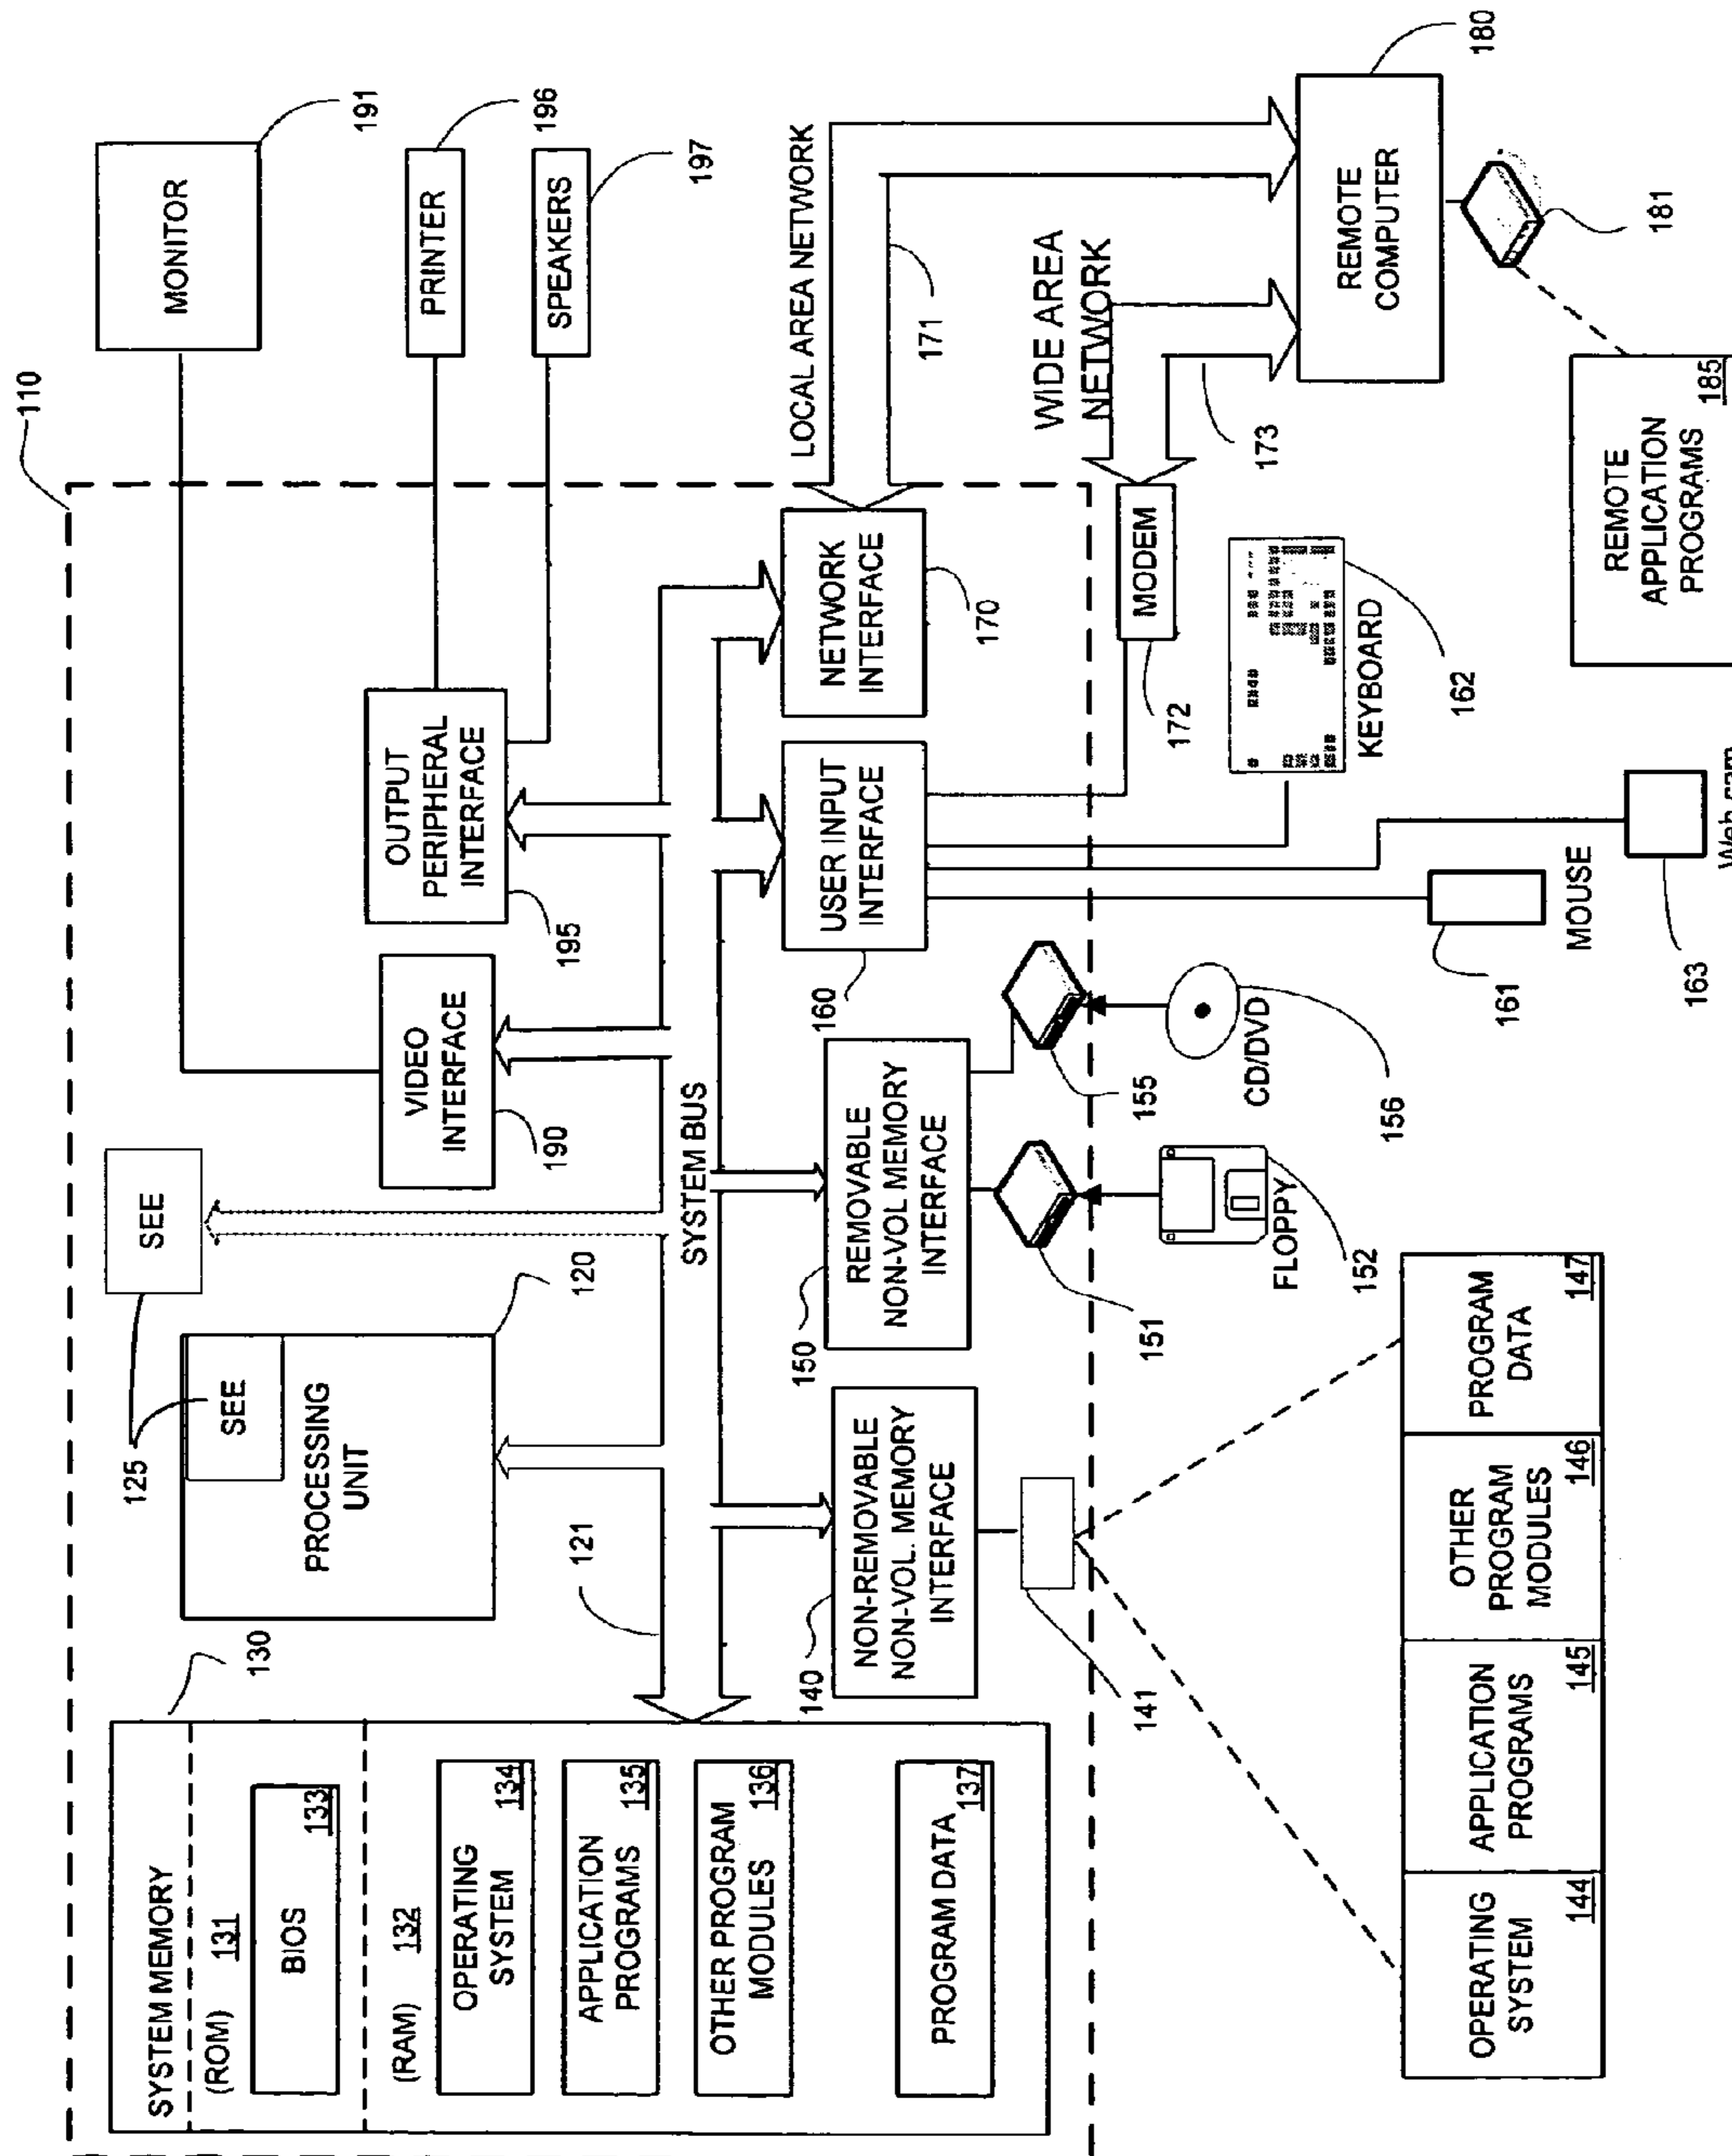 110
SYSTEM MEMORY
(ROM) 131
BIOS
133
(RAM) 132
OPERATING
SYSTEM
134
APPLICATION
PROGRAMS
135
OTHER PROGRAM
MODULES
136
PROGRAM DATA
137
130
125
SEE
PROCESSING
UNIT
120
SEE
121
SYSTEM BUS
VIDEO
INTERFACE
190
OUTPUT
PERIPHERAL
INTERFACE
195
MONITOR
191
PRINTER
196
SPEAKERS
197
NON-REMOVABLE
NON-VOL. MEMORY
INTERFACE
140
REMOVABLE
NON-VOL MEMORY
INTERFACE
150
USER INPUT
INTERFACE
160
NETWORK
INTERFACE
170
LOCAL AREA NETWORK
171
WIDE AREA
NETWORK
173
MODEM
172
141
151
155
FLOPPY
152
CD/DVD
156
MOUSE
161
KEYBOARD
162
163
Web cam
REMOTE
COMPUTER
180
181
REMOTE
APPLICATION
PROGRAMS
185
OPERATING
SYSTEM
144
APPLICATION
PROGRAMS
145
OTHER
PROGRAM
MODULES
146
PROGRAM
DATA
147